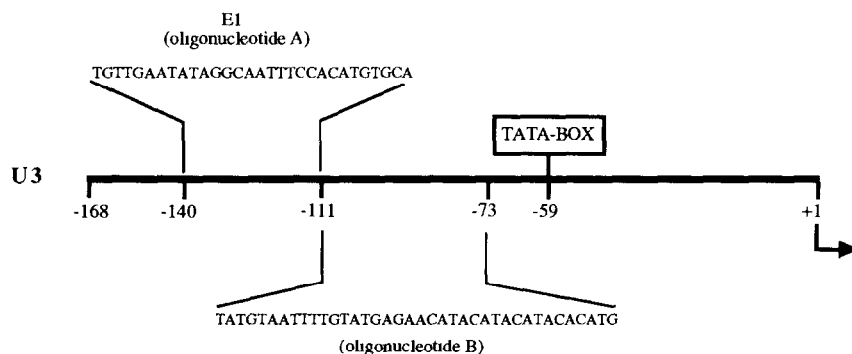 E1
(oligonucleotide A)
TGTTGAATATAGGCAATTTCCACATGTGCA
TATA-BOX
U3
-168 -140 -111 -73 -59 +1
TATGTAATTTTGTATGAGAACATACATACATACACATG
(oligonucleotide B)